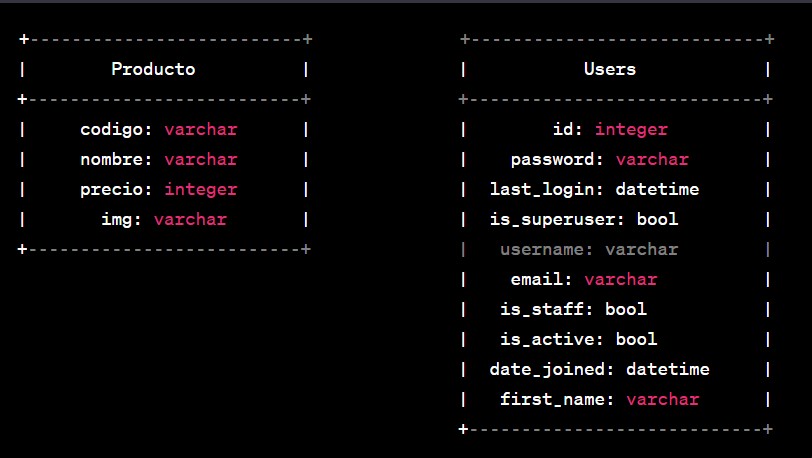 +--------------------------+
|        Producto          |
+--------------------------+
|     codigo: varchar      |
|     nombre: varchar      |
|     precio: integer      |
|       img: varchar       |
+--------------------------+
+----------------------------+
|           Users            |
+----------------------------+
|        id: integer         |
|    password: varchar       |
|  last_login: datetime      |
|  is_superuser: bool        |
|   username: varchar        |
|    email: varchar          |
|   is_staff: bool           |
|   is_active: bool          |
|  date_joined: datetime     |
|   first_name: varchar      |
+----------------------------+